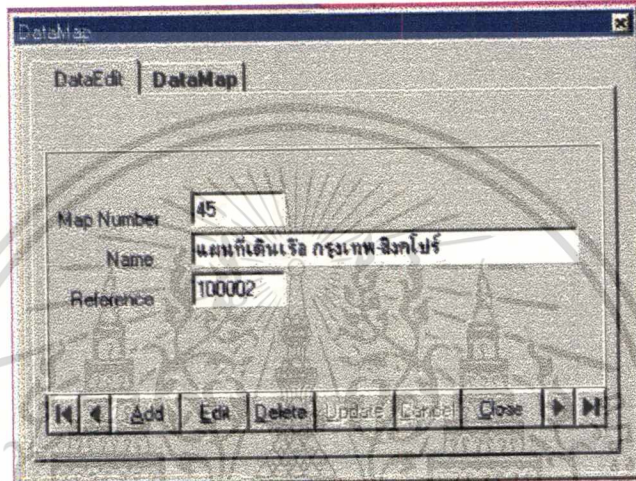 DataMap
DataEdit DataMap
Map Number 45
Name แผนที่เดินเรือ กรุงเทพ-สิงคโปร์
Reference 100002
Add Edit Delete Update Cancel Close